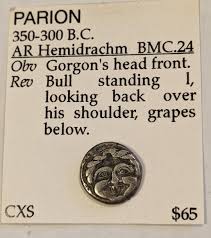 PARION
350-300 B.C.
AR Hemidrachm BMC.24
Obv Gorgon's head front.
Rev Bull standing l,
looking back over
his shoulder, grapes
below.
CXS $65